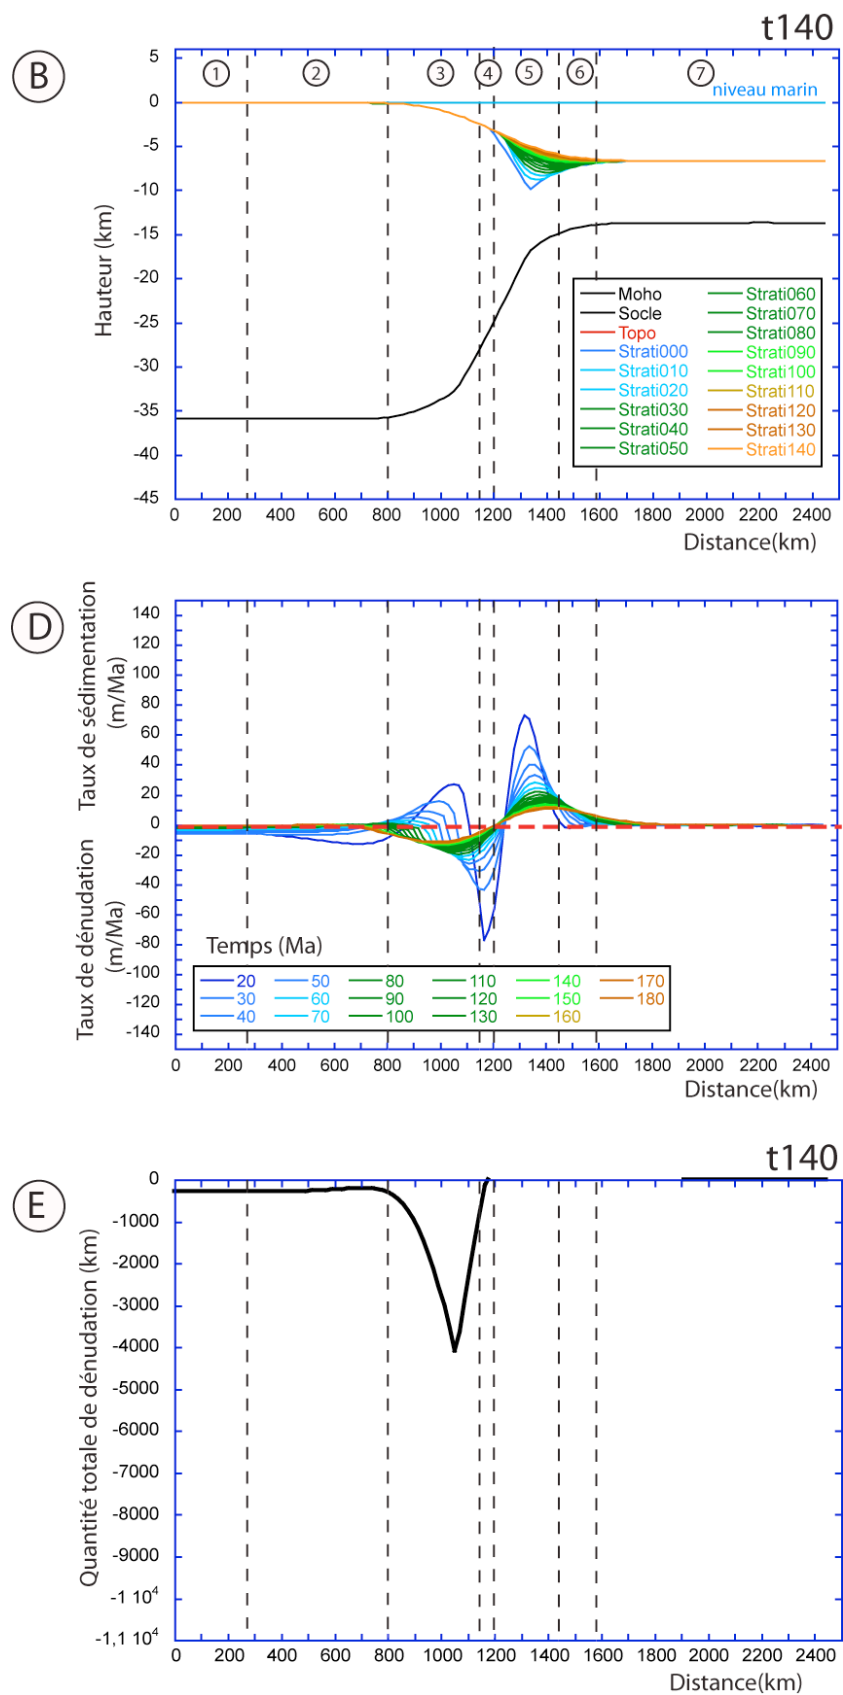 t140
B
1 2 3 4 5 6 7
niveau marin
Hauteur (km)
5
0
-5
-10
-15
-20
-25
-30
-35
-40
-45
Moho
Socle
Topo
Strati000
Strati010
Strati020
Strati030
Strati040
Strati050
Strati060
Strati070
Strati080
Strati090
Strati100
Strati110
Strati120
Strati130
Strati140
0 200 400 600 800 1000 1200 1400 1600 1800 2000 2200 2400
Distance(km)
D
Taux de sédimentation
(m/Ma)
Taux de dénudation
(m/Ma)
140
120
100
80
60
40
20
0
-20
-40
-60
-80
-100
-120
-140
Temps (Ma)
20 50 80 110 140 170
30 60 90 120 150 180
40 70 100 130 160
0 200 400 600 800 1000 1200 1400 1600 1800 2000 2200 2400
Distance(km)
t140
E
Quantité totale de dénudation (km)
0
-1000
-2000
-3000
-4000
-5000
-6000
-7000
-8000
-9000
-1 10⁴
-1,1 10⁴
0 200 400 600 800 1000 1200 1400 1600 1800 2000 2200 2400
Distance(km)